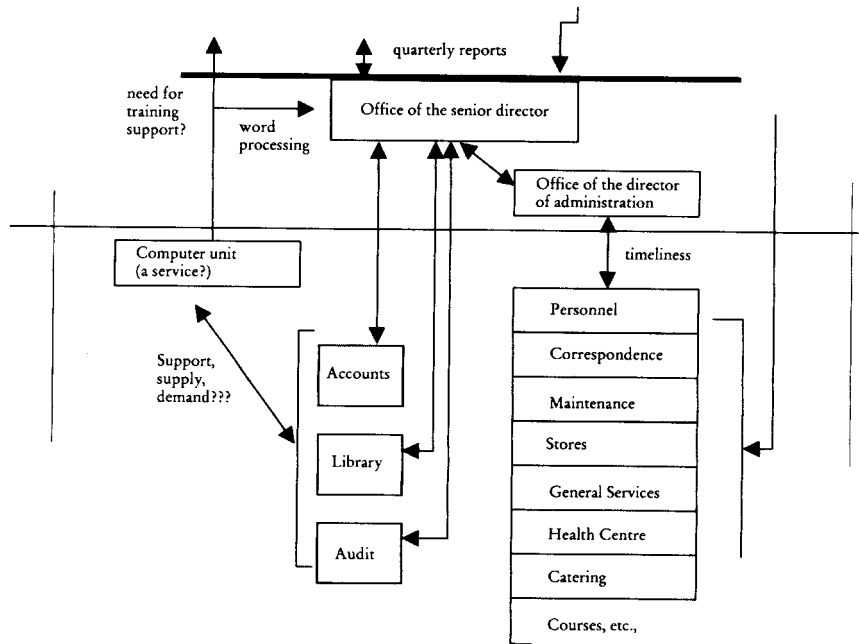 quarterly reports
need for
training
support?
Office of the senior director
word
processing
Office of the director
of administration
Computer unit
(a service?)
timeliness
Personnel
Support,
supply,
demand???
Accounts
Correspondence
Maintenance
Library
Stores
General Services
Audit
Health Centre
Catering
Courses, etc.,